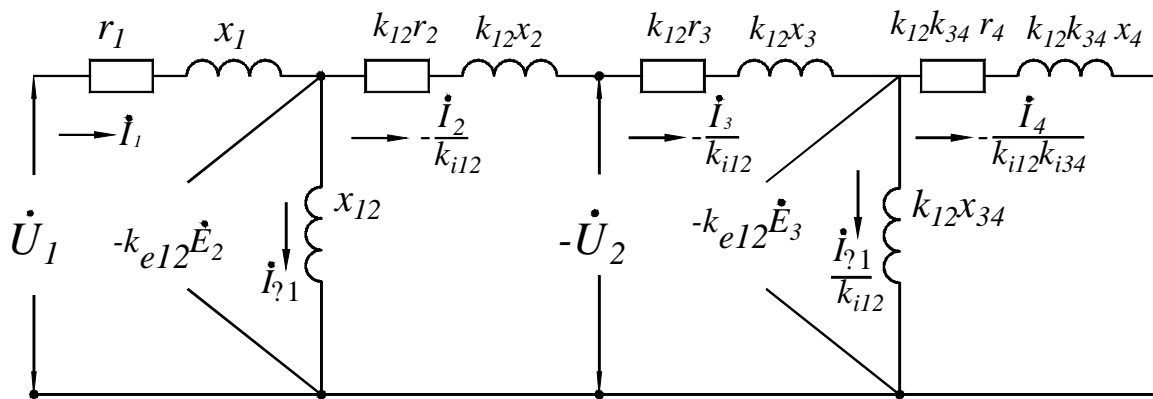 r1 x1 k12r2 k12x2 k12r3 k12x3 k12k34 r4 k12k34 x4
İ1 -İ2/ki12 -İ3/ki12 -İ4/ki12ki34
x12 k12x34
U̇1 -ke12Ė2 -U̇2 -ke12Ė3
İ?1 İ?1/ki12